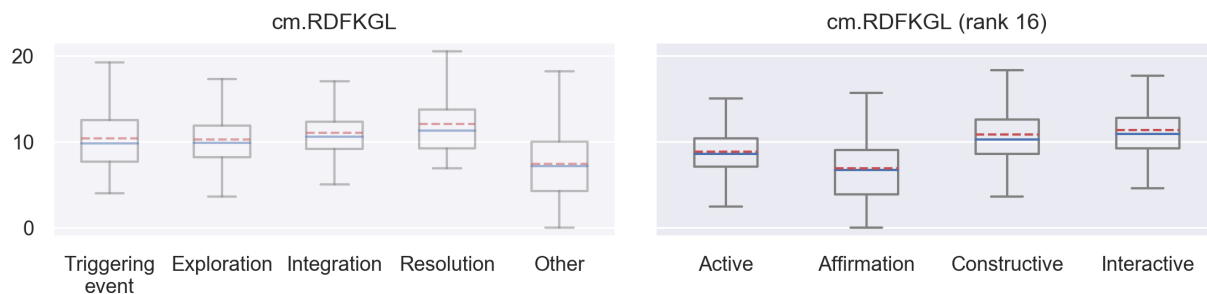 cm.RDFKGL
cm.RDFKGL (rank 16)
20
10
0
Triggering
event
Exploration
Integration
Resolution
Other
Active
Affirmation
Constructive
Interactive